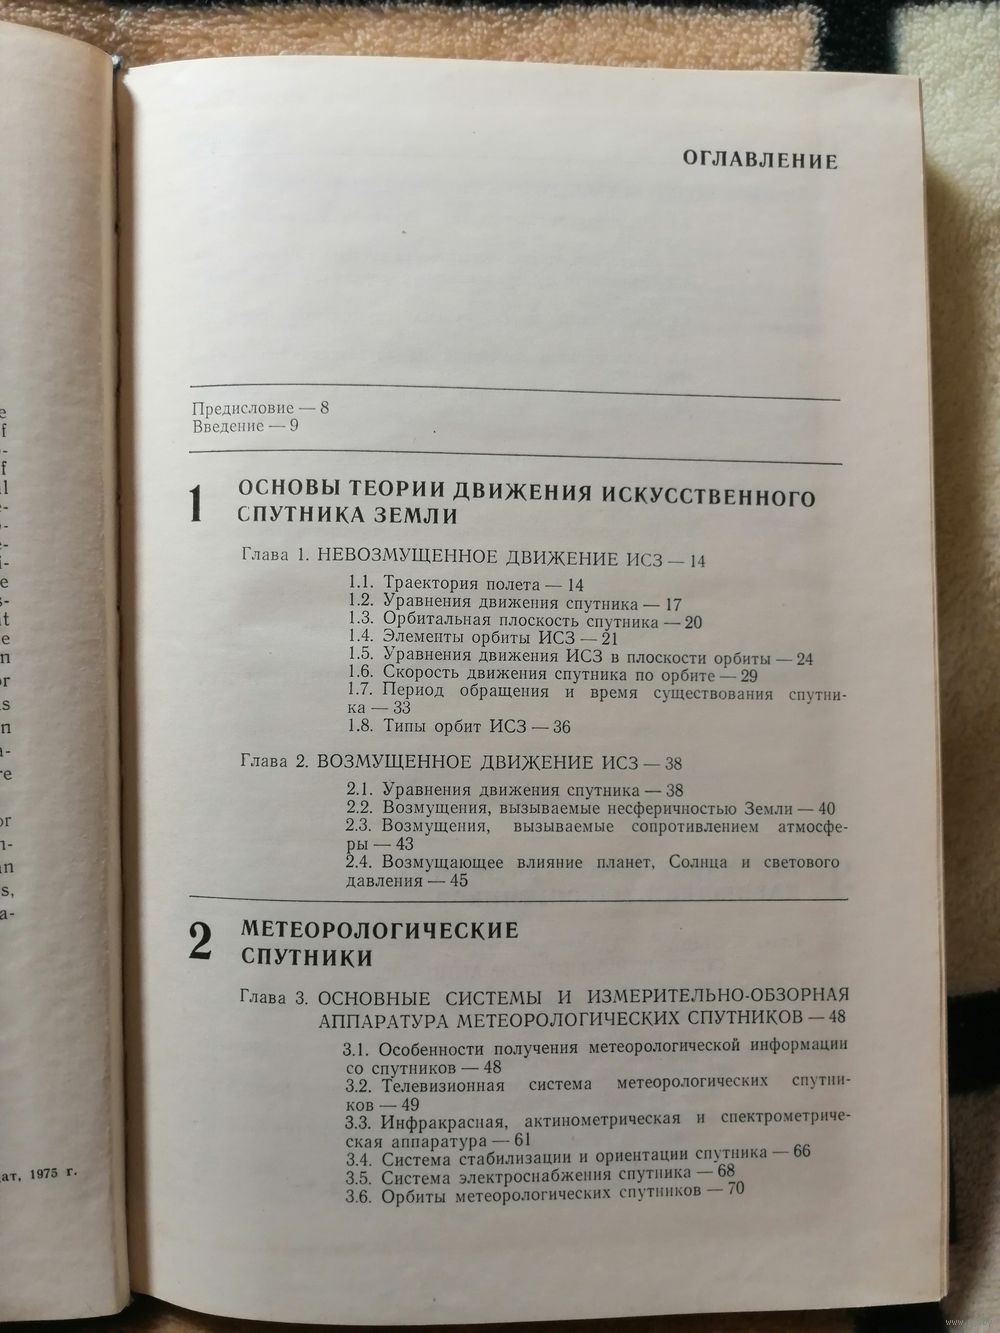 ОГЛАВЛЕНИЕ
Предисловие — 8
Введение — 9
1
ОСНОВЫ ТЕОРИИ ДВИЖЕНИЯ ИСКУССТВЕННОГО
СПУТНИКА ЗЕМЛИ
Глава 1. НЕВОЗМУЩЕННОЕ ДВИЖЕНИЕ ИСЗ — 14
1.1. Траектория полета — 14
1.2. Уравнения движения спутника — 17
1.3. Орбитальная плоскость спутника — 20
1.4. Элементы орбиты ИСЗ — 21
1.5. Уравнения движения ИСЗ в плоскости орбиты — 24
1.6. Скорость движения спутника по орбите — 29
1.7. Период обращения и время существования спутни-
ка — 33
1.8. Типы орбит ИСЗ — 36
Глава 2. ВОЗМУЩЕННОЕ ДВИЖЕНИЕ ИСЗ — 38
2.1. Уравнения движения спутника — 38
2.2. Возмущения, вызываемые несферичностью Земли — 40
2.3. Возмущения, вызываемые сопротивлением атмосфе-
ры — 43
2.4. Возмущающее влияние планет, Солнца и светового
давления — 45
2
МЕТЕОРОЛОГИЧЕСКИЕ
СПУТНИКИ
Глава 3. ОСНОВНЫЕ СИСТЕМЫ И ИЗМЕРИТЕЛЬНО-ОБЗОРНАЯ
АППАРАТУРА МЕТЕОРОЛОГИЧЕСКИХ СПУТНИКОВ — 48
3.1. Особенности получения метеорологической информации
со спутников — 48
3.2. Телевизионная система метеорологических спутни-
ков — 49
3.3. Инфракрасная, актинометрическая и спектрометриче-
ская аппаратура — 61
3.4. Система стабилизации и ориентации спутника — 66
3.5. Система электроснабжения спутника — 68
3.6. Орбиты метеорологических спутников — 70
ат, 1975 г.